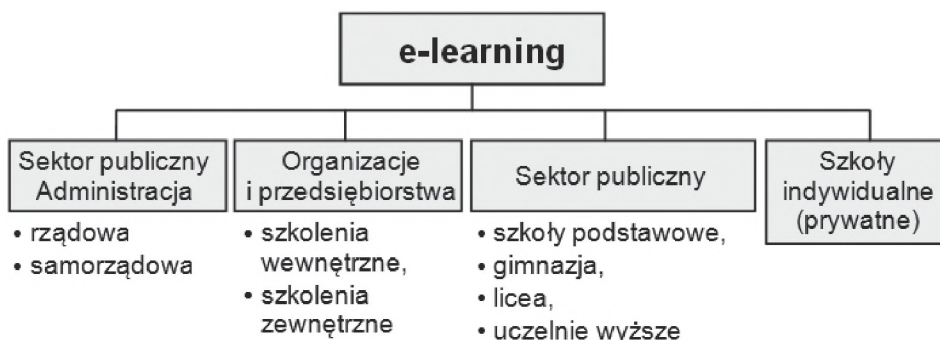 e-learning
Sektor publiczny
Administracja
• rządowa
• samorządowa
Organizacje
i przedsiębiorstwa
• szkolenia
wewnętrzne,
• szkolenia
zewnętrzne
Sektor publiczny
• szkoły podstawowe,
• gimnazja,
• licea,
• uczelnie wyższe
Szkoły
indywidualne
(prywatne)